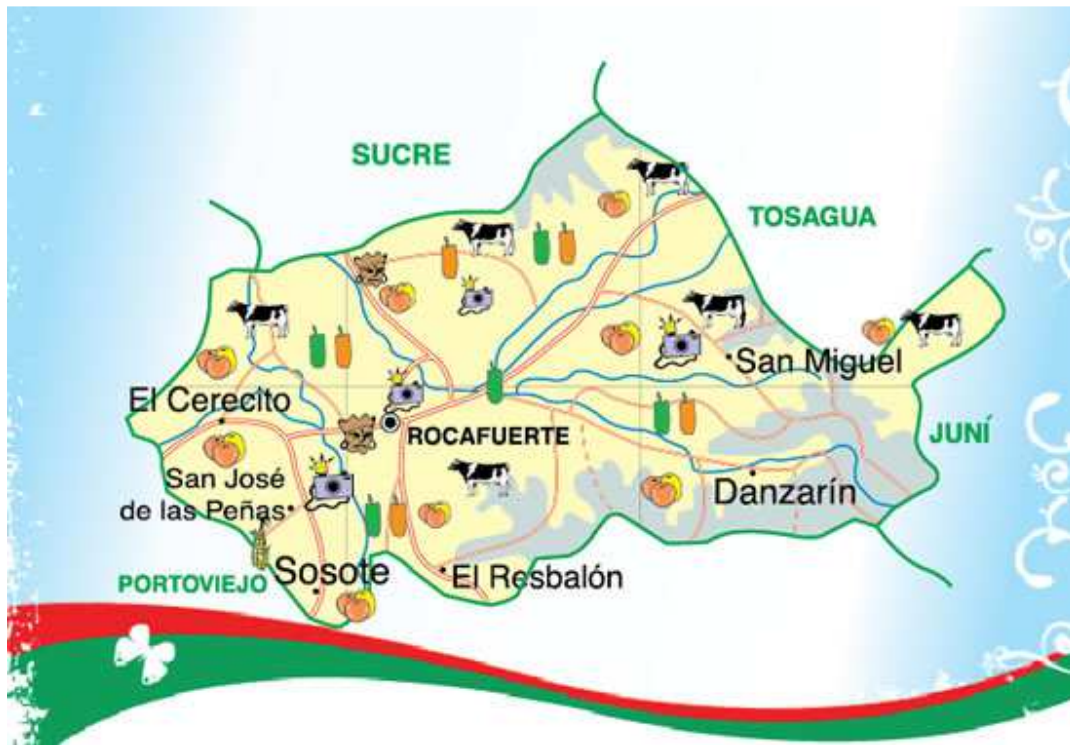 SUCRE
TOSAGUA
San Miguel
El Cerecito
ROCAFUERTE
JUNÍ
San José
de las Peñas
Danzarín
PORTOVIEJO
Sosote
El Resbalón